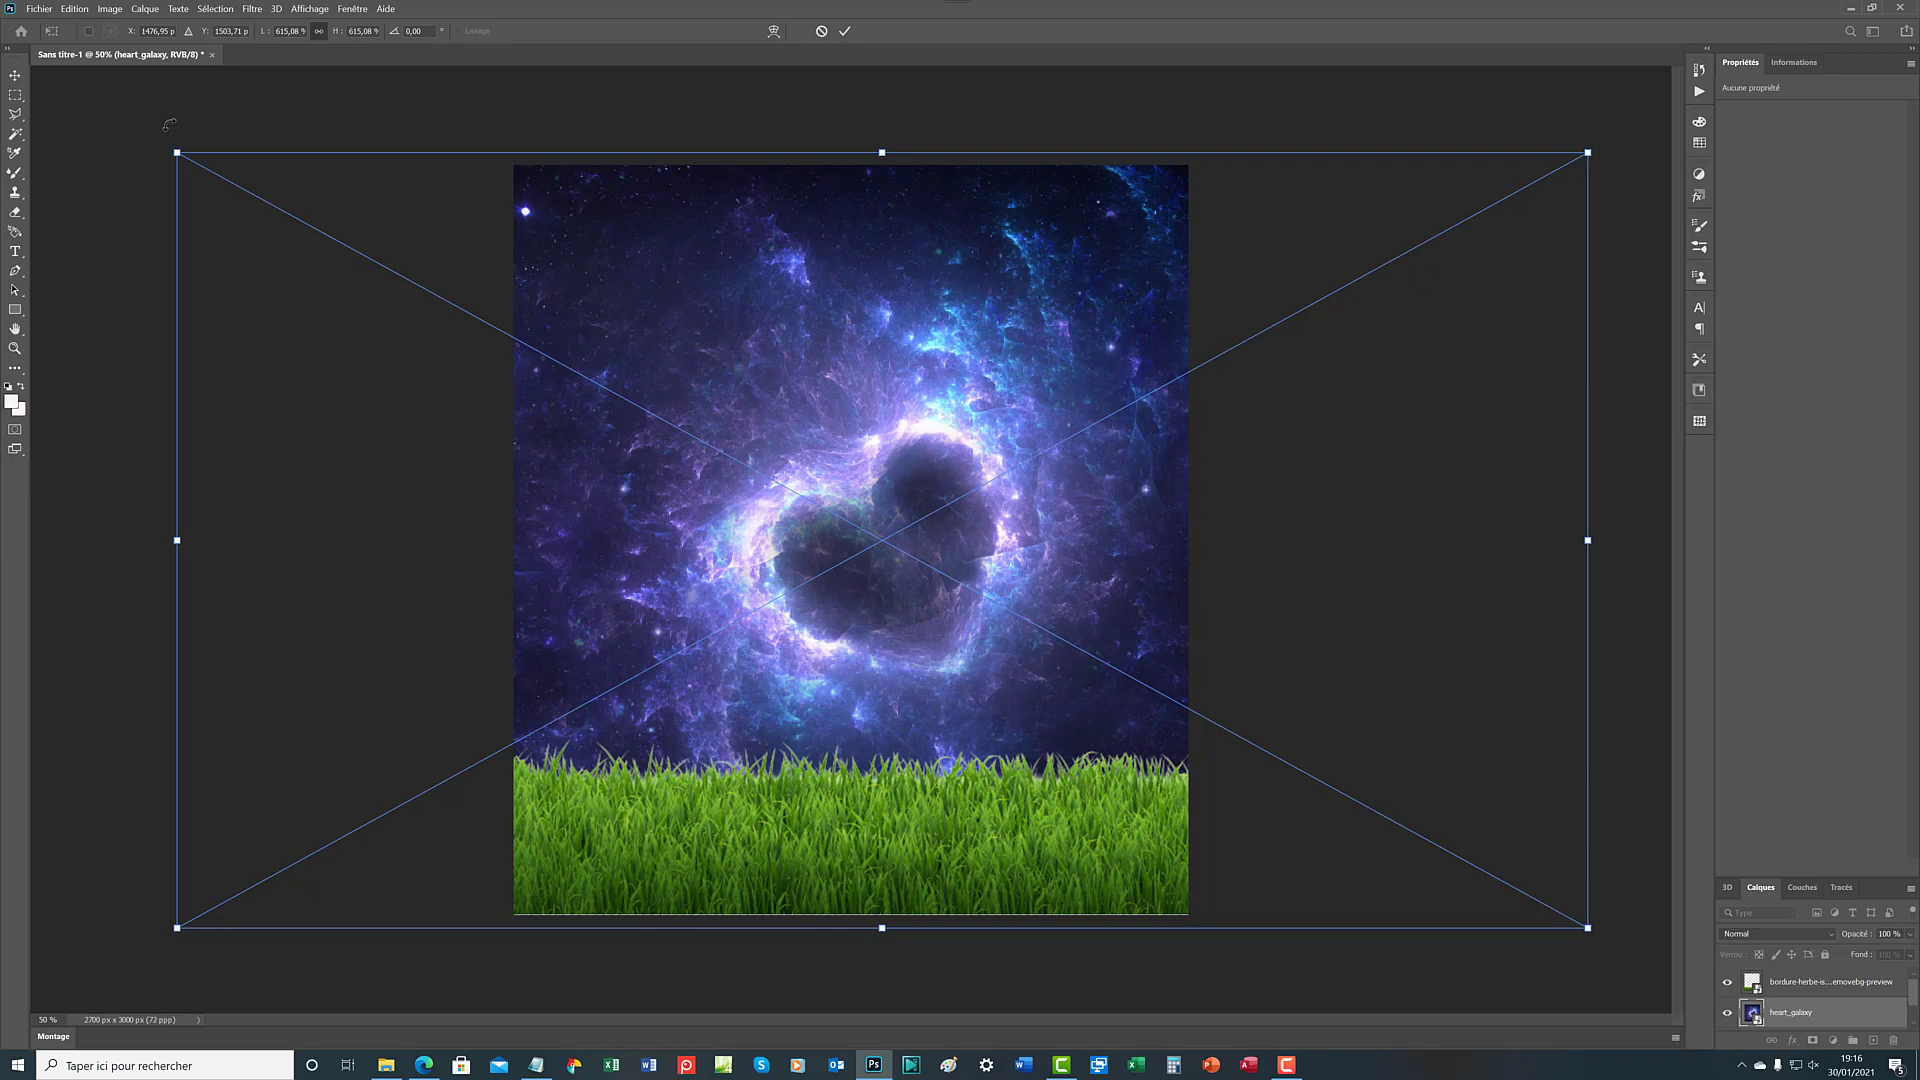 Fichier Edition Image Calque Texte Sélection Filtre 3D Affichage Fenêtre Aide
X: 1476,95 p Y: 1503,71 p L: 615,08 % H: 615,08 % 0,00 ° Lissage
Sans titre-1 @ 50% (heart_galaxy, RVB/8) *
Propriétés Informations
Aucune propriété
3D Calques Couches Tracés
Type
Normal Opacité : 100 %
Verrou : Fond : 100 %
bordure-herbe-is...emovebg-preview
heart_galaxy
50 % 2700 px x 3000 px (72 ppp)
Montage
Taper ici pour rechercher
19:16
30/01/2021
5